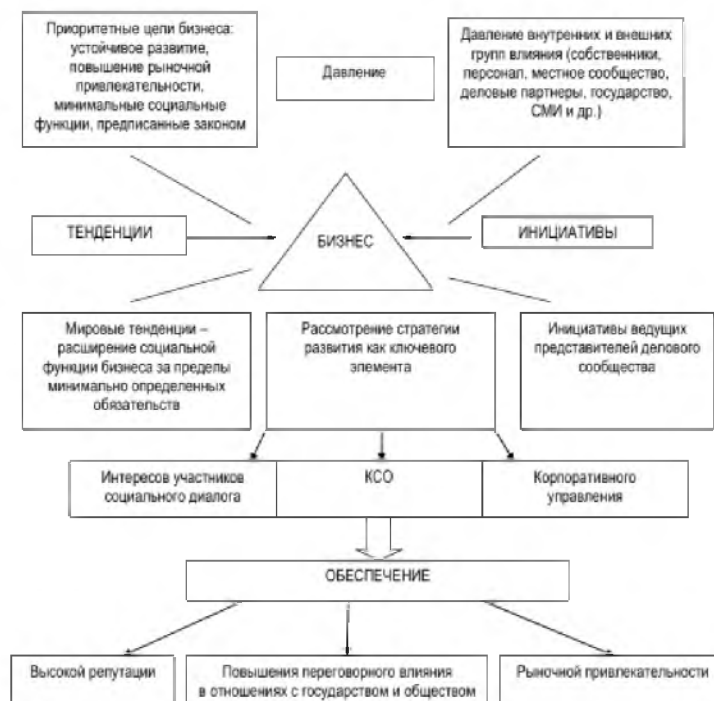 Приоритетные цели бизнеса:
устойчивое развитие,
повышение рыночной
привлекательности,
минимальные социальные
функции, предписанные законом
Давление
Давление внутренних и внешних
групп влияния (собственники,
персонал, местное сообщество,
деловые партнеры, государство,
СМИ и др.)
ТЕНДЕНЦИИ
БИЗНЕС
ИНИЦИАТИВЫ
Мировые тенденции –
расширение социальной
функции бизнеса за пределы
минимально определенных
обязательств
Рассмотрение стратегии
развития как ключевого
элемента
Инициативы ведущих
представителей делового
сообщества
Интересов участников
социального диалога
КСО
Корпоративного
управления
ОБЕСПЕЧЕНИЕ
Высокой репутации
Повышения переговорного влияния
в отношениях с государством и обществом
Рыночной привлекательности